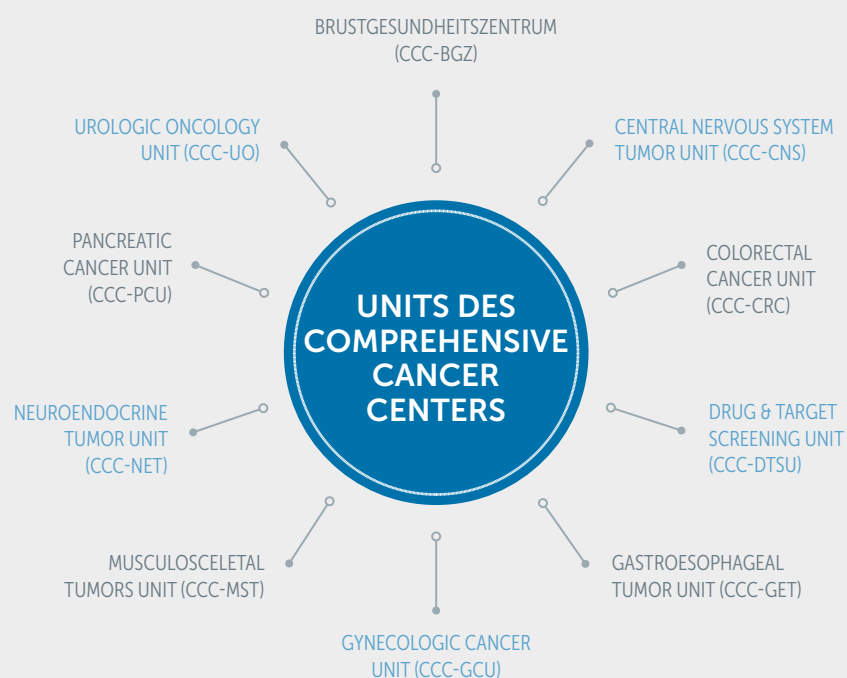 BRUSTGESUNDHEITSZENTRUM
(CCC-BGZ)
CENTRAL NERVOUS SYSTEM
TUMOR UNIT (CCC-CNS)
COLORECTAL
CANCER UNIT
(CCC-CRC)
DRUG & TARGET
SCREENING UNIT
(CCC-DTSU)
GASTROESOPHAGEAL
TUMOR UNIT (CCC-GET)
GYNECOLOGIC CANCER
UNIT (CCC-GCU)
MUSCULOSCELETAL
TUMORS UNIT (CCC-MST)
NEUROENDOCRINE
TUMOR UNIT
(CCC-NET)
PANCREATIC
CANCER UNIT
(CCC-PCU)
UROLOGIC ONCOLOGY
UNIT (CCC-UO)
UNITS DES
COMPREHENSIVE
CANCER
CENTERS